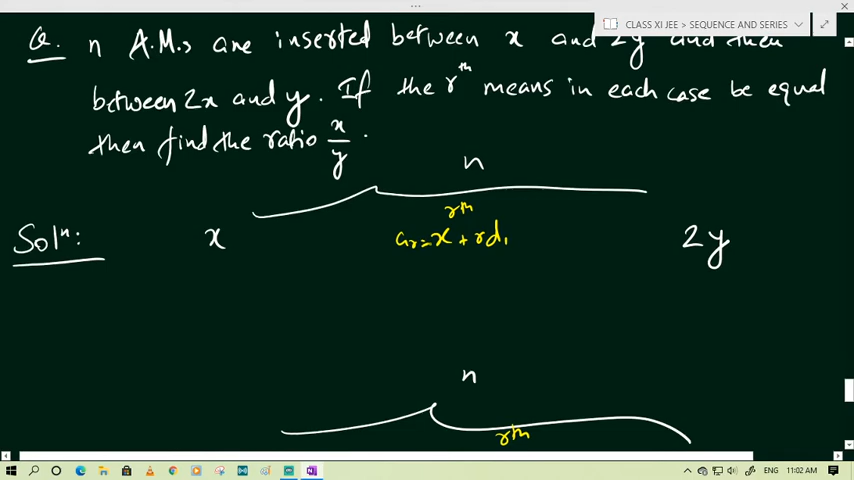 CLASS XI JEE > SEQUENCE AND SERIES
Q. n A.M.s are inserted between x and 2y and then
between 2x and y. If the rth means in each case be equal
then find the ratio x/y.
n
rth
Solⁿ: x aᵣ=x + rd₁ 2y
n
rth
ENG 11:02 AM